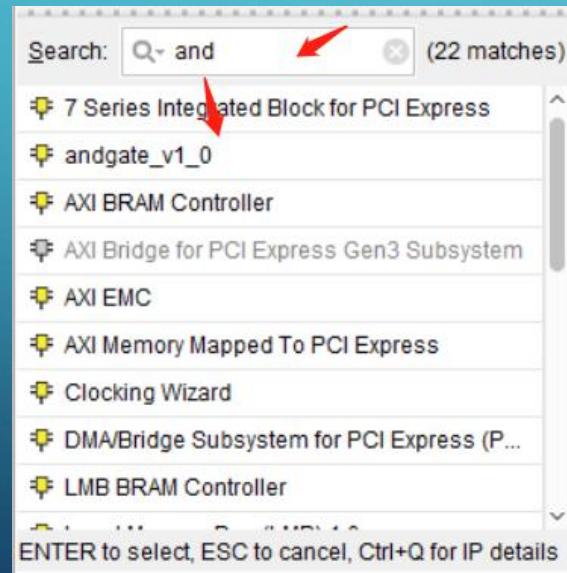 Search: and (22 matches)
7 Series Integrated Block for PCI Express
andgate_v1_0
AXI BRAM Controller
AXI Bridge for PCI Express Gen3 Subsystem
AXI EMC
AXI Memory Mapped To PCI Express
Clocking Wizard
DMA/Bridge Subsystem for PCI Express (P...
LMB BRAM Controller
ENTER to select, ESC to cancel, Ctrl+Q for IP details